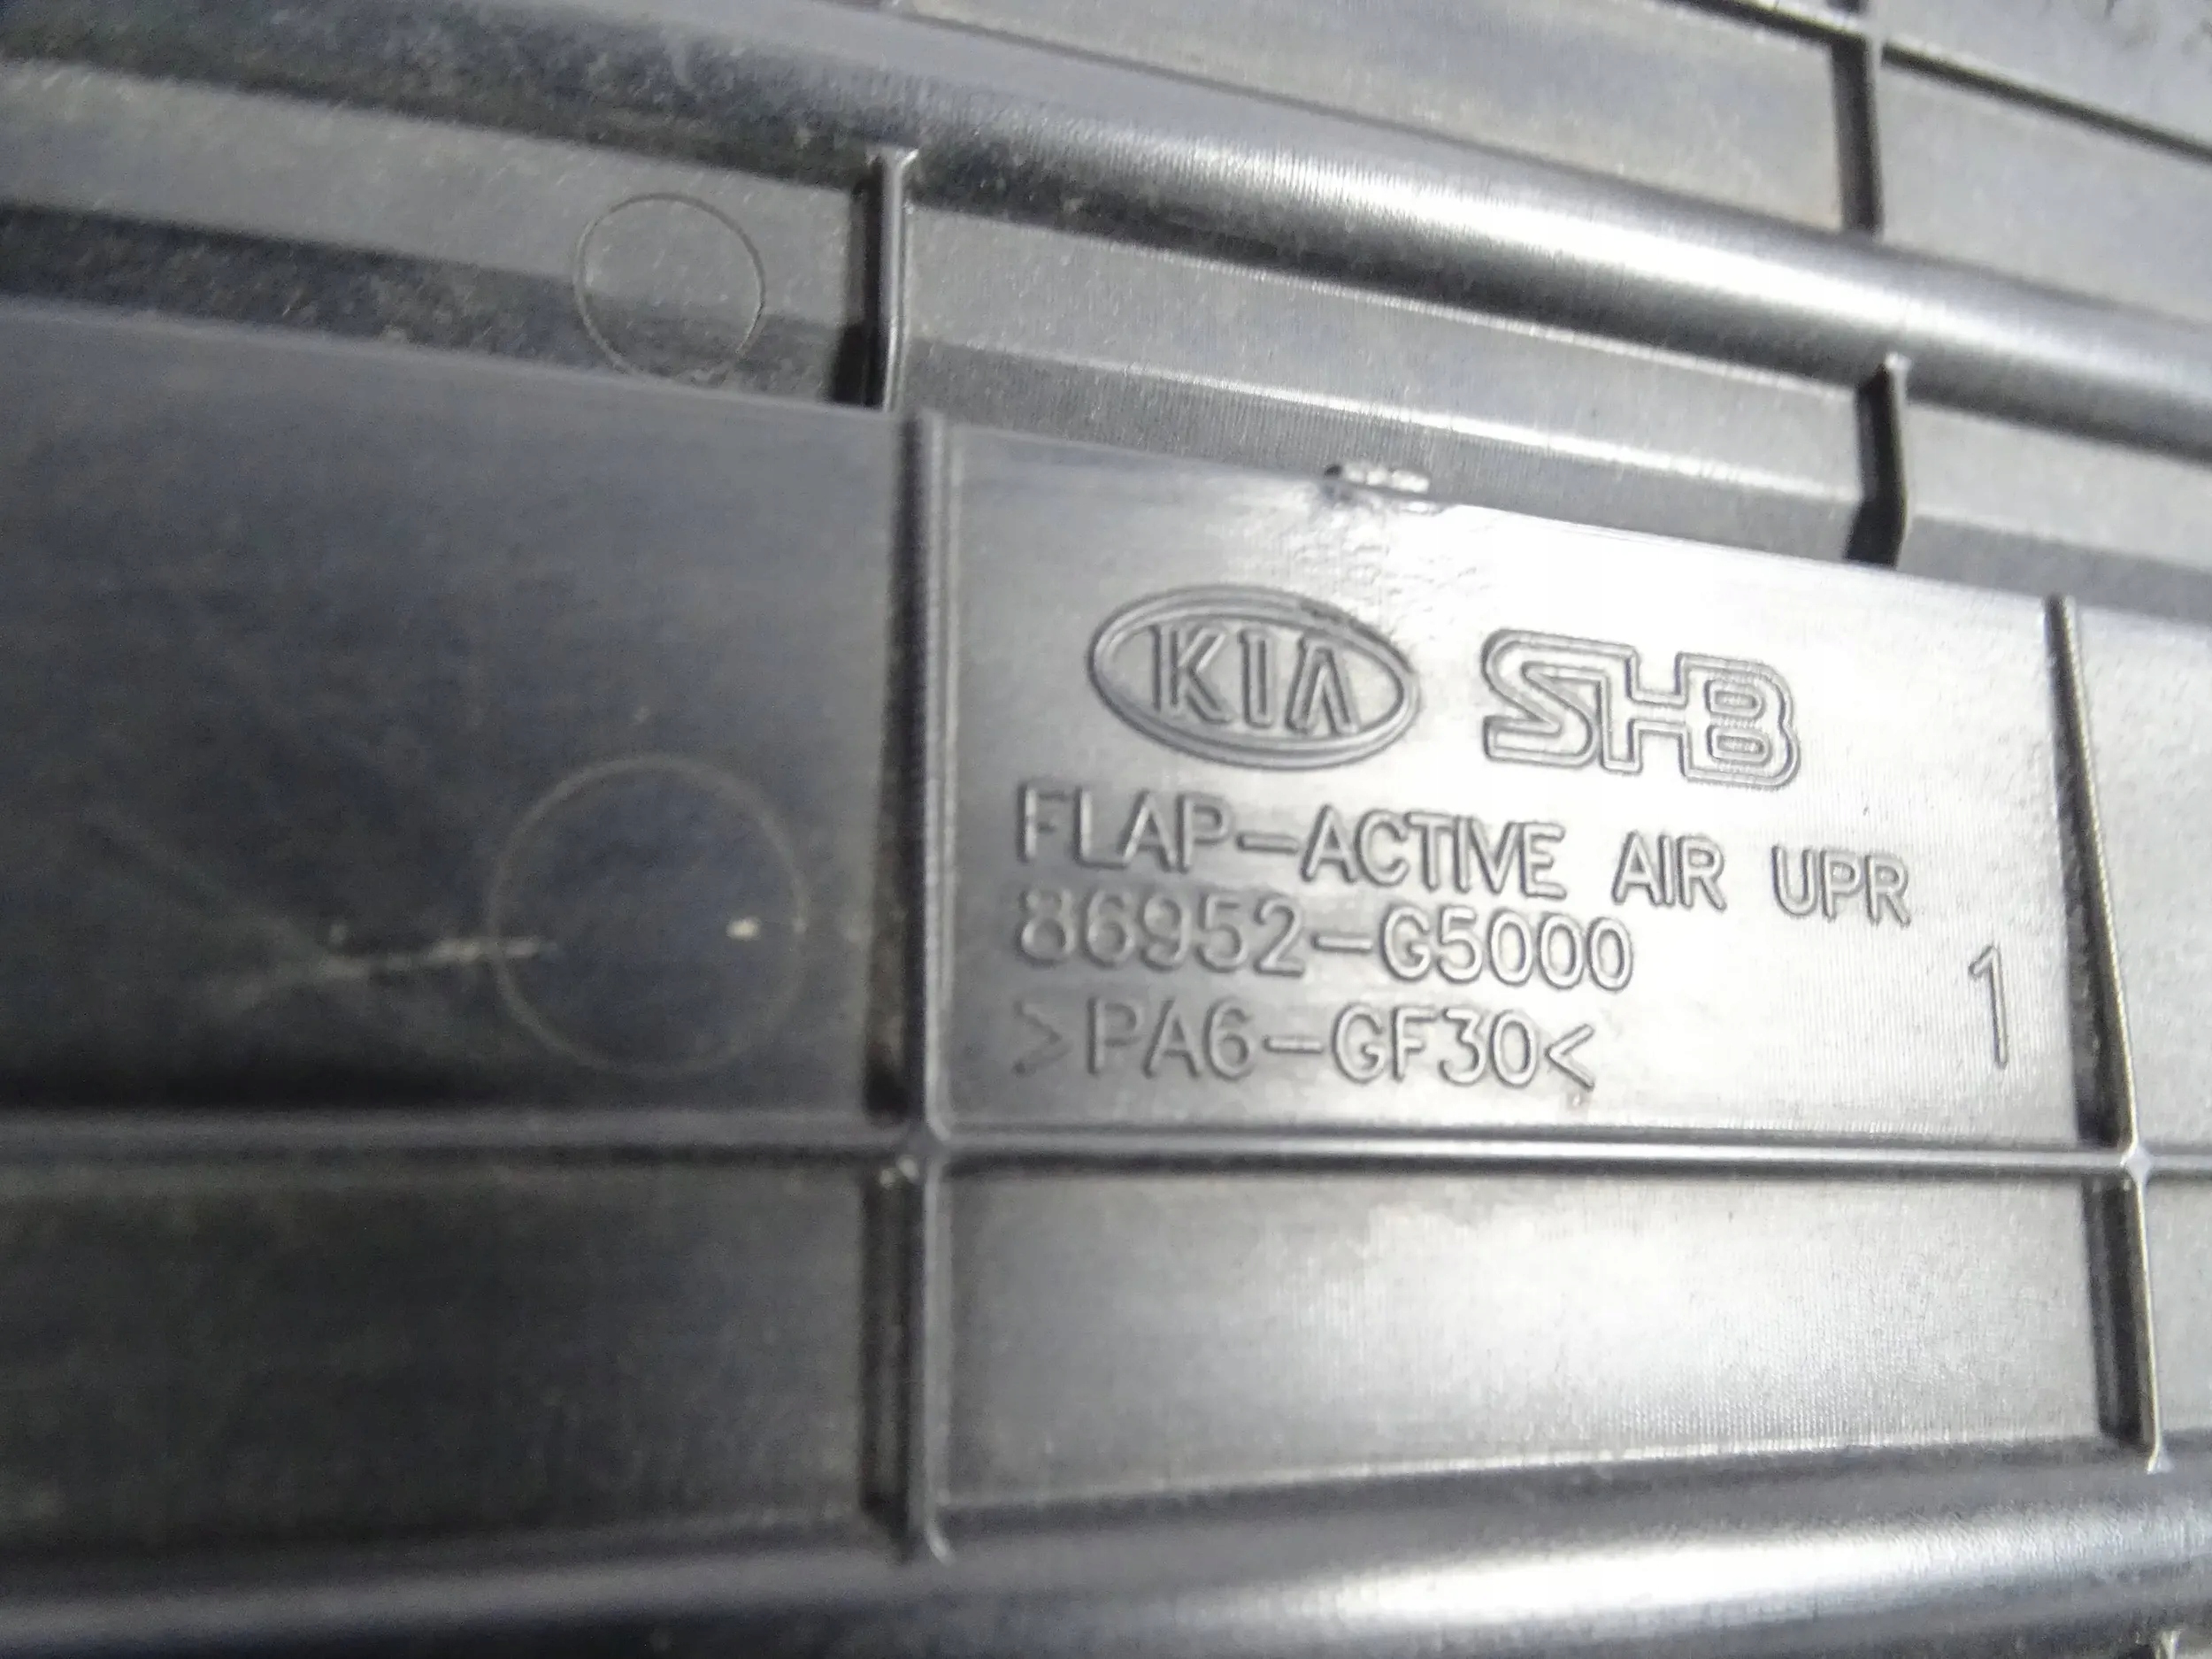 KIA SHB
FLAP-ACTIVE AIR UPR
86952-G5000
1
>PA6-GF30<